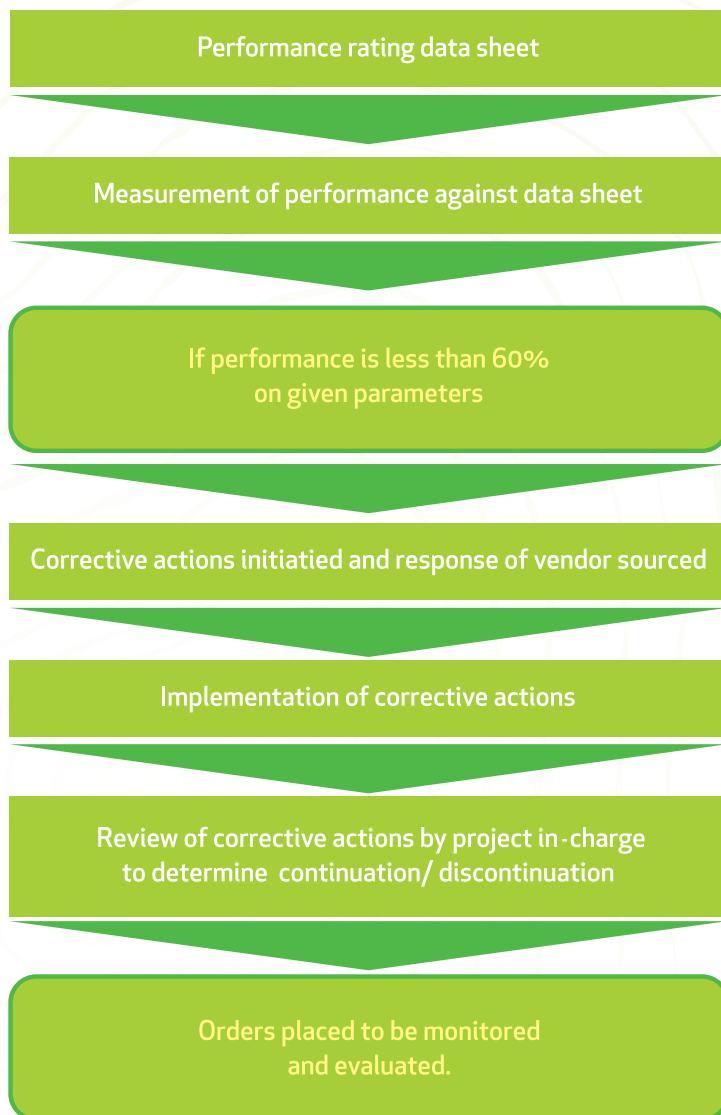 Performance rating data sheet
Measurement of performance against data sheet
If performance is less than 60%
on given parameters
Corrective actions initiatied and response of vendor sourced
Implementation of corrective actions
Review of corrective actions by project in-charge
to determine continuation/ discontinuation
Orders placed to be monitored
and evaluated.